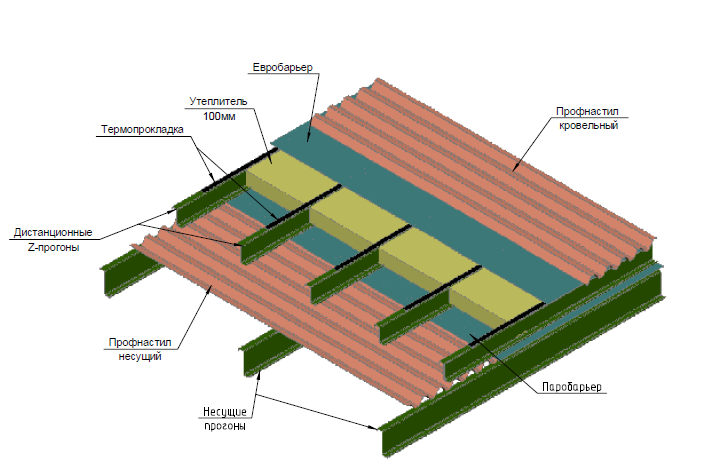 Евробарьер
Утеплитель
100мм
Термопрокладка
Профнастил
кровельный
Дистанционные
Z-прогоны
Профнастил
несущий
Паробарьер
Несущие
прогоны